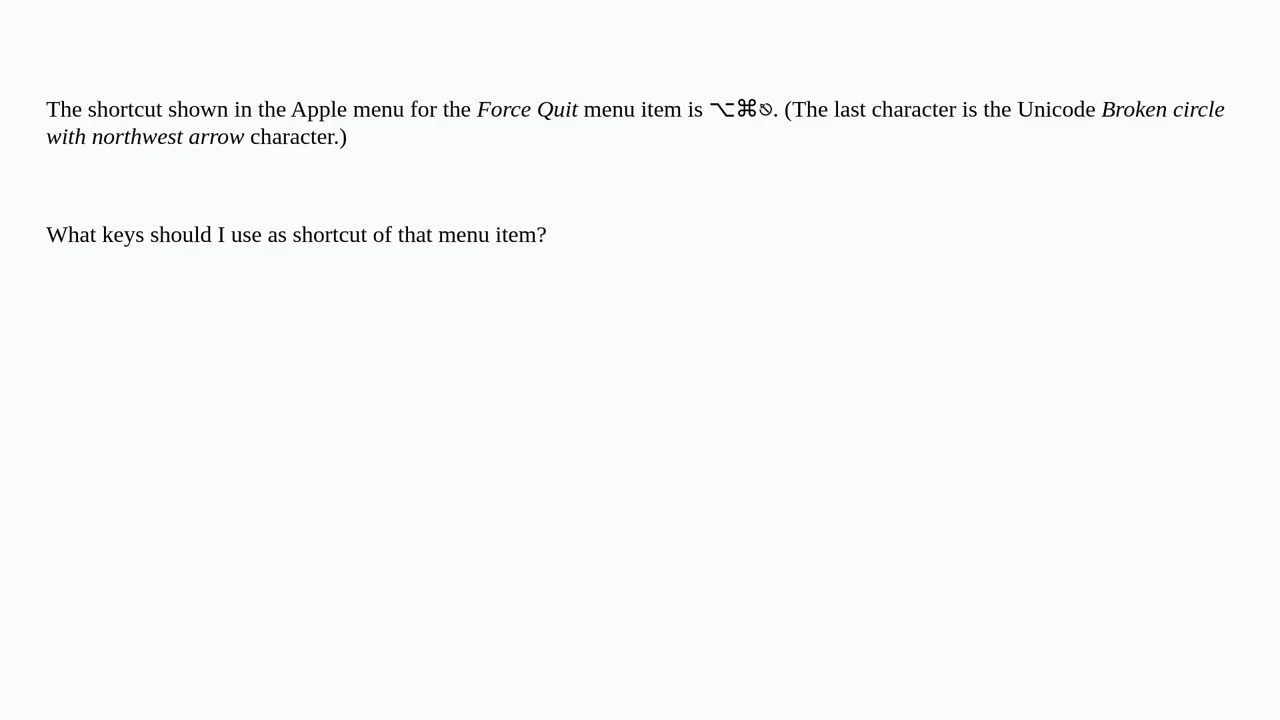 The shortcut shown in the Apple menu for the Force Quit menu item is ⌥⌘⎋. (The last character is the Unicode Broken circle
with northwest arrow character.)
What keys should I use as shortcut of that menu item?